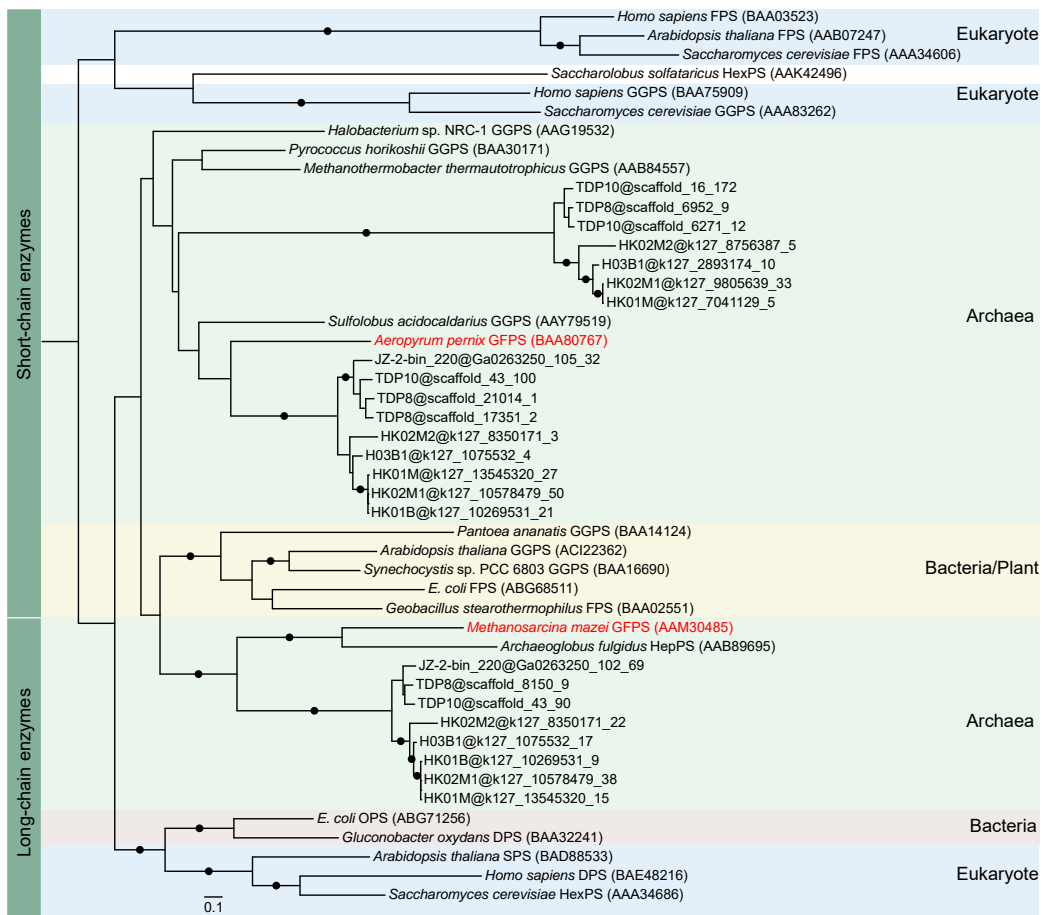 Short-chain enzymes
Long-chain enzymes
Homo sapiens FPS (BAA03523)
Arabidopsis thaliana FPS (AAB07247)
Saccharomyces cerevisiae FPS (AAA34606)
Eukaryote
Saccharolobus solfataricus HexPS (AAK42496)
Homo sapiens GGPS (BAA75909)
Saccharomyces cerevisiae GGPS (AAA83262)
Eukaryote
Halobacterium sp. NRC-1 GGPS (AAG19532)
Pyrococcus horikoshii GGPS (BAA30171)
Methanothermobacter thermautotrophicus GGPS (AAB84557)
TDP10@scaffold_16_172
TDP8@scaffold_6952_9
TDP10@scaffold_6271_12
HK02M2@k127_8756387_5
H03B1@k127_2893174_10
HK02M1@k127_9805639_33
HK01M@k127_7041129_5
Archaea
Sulfolobus acidocaldarius GGPS (AAY79519)
Aeropyrum pernix GFPS (BAA80767)
JZ-2-bin_220@Ga0263250_105_32
TDP10@scaffold_43_100
TDP8@scaffold_21014_1
TDP8@scaffold_17351_2
HK02M2@k127_8350171_3
H03B1@k127_1075532_4
HK01M@k127_13545320_27
HK02M1@k127_10578479_50
HK01B@k127_10269531_21
Pantoea ananatis GGPS (BAA14124)
Arabidopsis thaliana GGPS (ACI22362)
Synechocystis sp. PCC 6803 GGPS (BAA16690)
Bacteria/Plant
E. coli FPS (ABG68511)
Geobacillus stearothermophilus FPS (BAA02551)
Methanosarcina mazei GFPS (AAM30485)
Archaeoglobus fulgidus HepPS (AAB89695)
JZ-2-bin_220@Ga0263250_102_69
TDP8@scaffold_8150_9
TDP10@scaffold_43_90
HK02M2@k127_8350171_22
Archaea
H03B1@k127_1075532_17
HK01B@k127_10269531_9
HK02M1@k127_10578479_38
HK01M@k127_13545320_15
E. coli OPS (ABG71256)
Bacteria
Gluconobacter oxydans DPS (BAA32241)
Arabidopsis thaliana SPS (BAD88533)
Homo sapiens DPS (BAE48216)
Eukaryote
Saccharomyces cerevisiae HexPS (AAA34686)
0.1